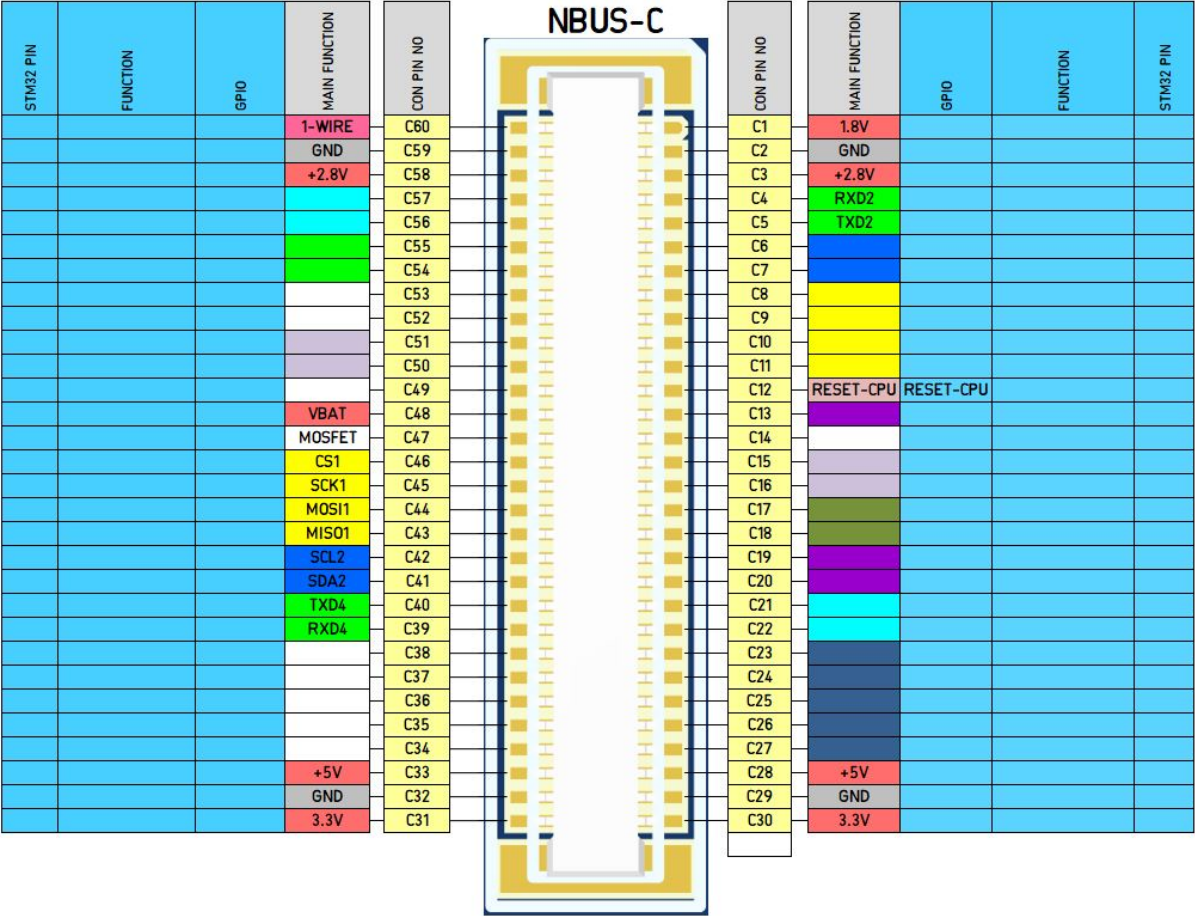 NBUS-C
STM32 PIN FUNCTION GPIO MAIN FUNCTION CON PIN NO CON PIN NO MAIN FUNCTION GPIO FUNCTION STM32 PIN
1-WIRE C60 C1 1.8V
GND C59 C2 GND
+2.8V C58 C3 +2.8V
C57 C4 RXD2
C56 C5 TXD2
C55 C6
C54 C7
C53 C8
C52 C9
C51 C10
C50 C11
C49 C12 RESET-CPU RESET-CPU
VBAT C48 C13
MOSFET C47 C14
CS1 C46 C15
SCK1 C45 C16
MOSI1 C44 C17
MISO1 C43 C18
SCL2 C42 C19
SDA2 C41 C20
TXD4 C40 C21
RXD4 C39 C22
C38 C23
C37 C24
C36 C25
C35 C26
C34 C27
+5V C33 C28 +5V
GND C32 C29 GND
3.3V C31 C30 3.3V